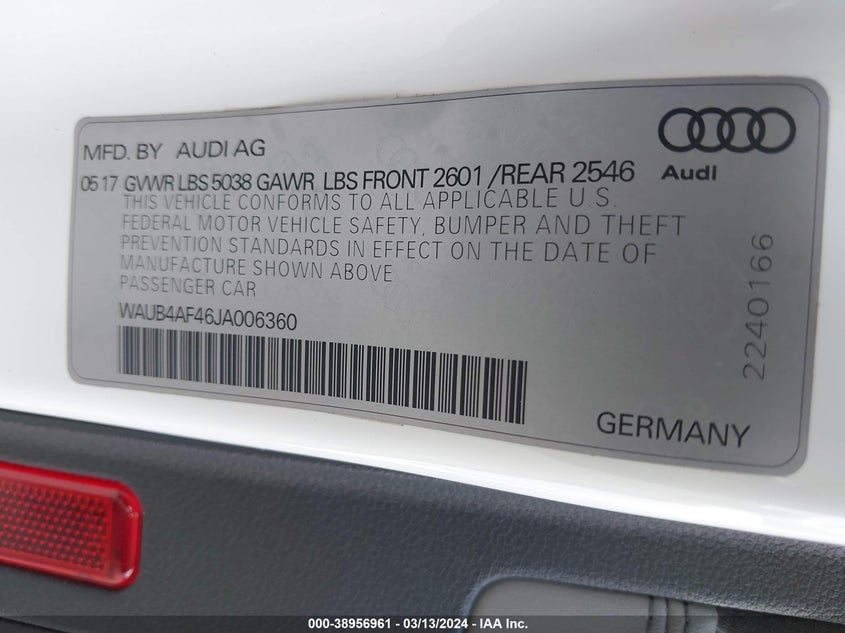 MFD. BY AUDI AG
Audi
05 17 GVWR LBS 5038 GAWR LBS FRONT 2601 /REAR 2546
THIS VEHICLE CONFORMS TO ALL APPLICABLE U.S.
FEDERAL MOTOR VEHICLE SAFETY, BUMPER AND THEFT
PREVENTION STANDARDS IN EFFECT ON THE DATE OF
MANUFACTURE SHOWN ABOVE
PASSENGER CAR
WAUB4AF46JA006360
2240166
GERMANY
000-38956961 - 03/13/2024 - IAA Inc.